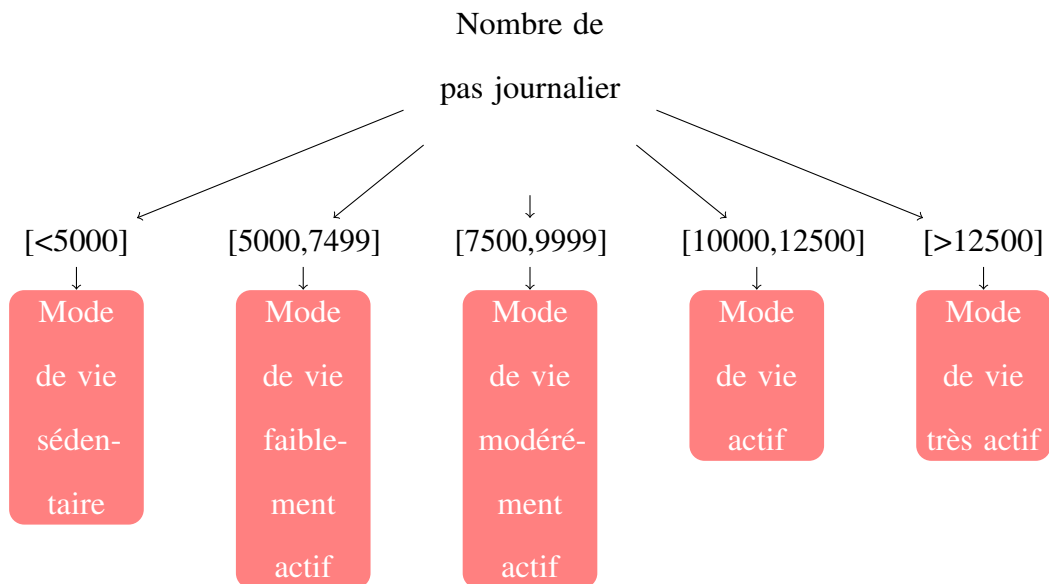 Nombre de
pas journalier
[<5000]
[5000,7499]
[7500,9999]
[10000,12500]
[>12500]
Mode
de vie
séden-
taire
Mode
de vie
faible-
ment
actif
Mode
de vie
modéré-
ment
actif
Mode
de vie
actif
Mode
de vie
très actif